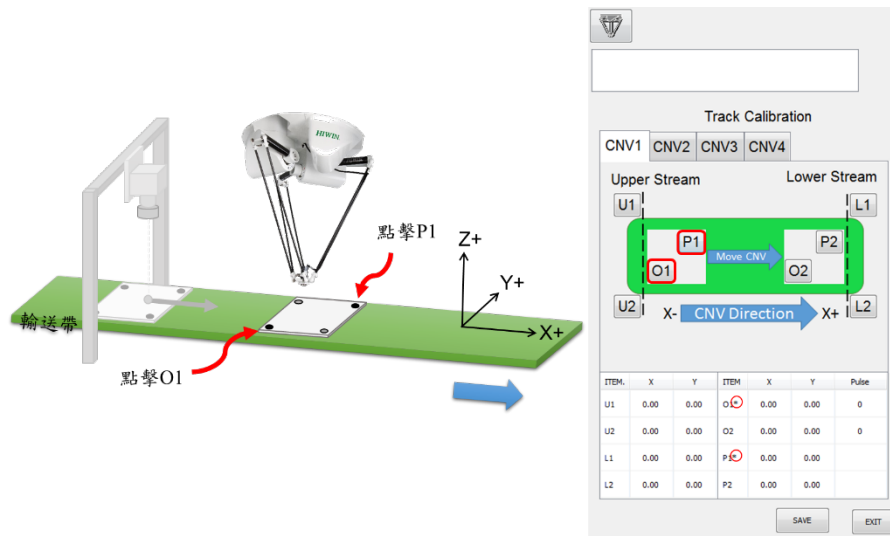 HIWIN
點擊P1
Z+
Y+
X+
輸送帶
點擊O1
Track Calibration
CNV1 CNV2 CNV3 CNV4
Upper Stream Lower Stream
U1 L1
P1 Move CNV P2
O1 O2
U2 X- CNV Direction X+ L2
ITEM. X Y ITEM X Y Pulse
U1 0.00 0.00 O1* 0.00 0.00 0
U2 0.00 0.00 O2 0.00 0.00 0
L1 0.00 0.00 P1* 0.00 0.00
L2 0.00 0.00 P2 0.00 0.00
SAVE EXIT